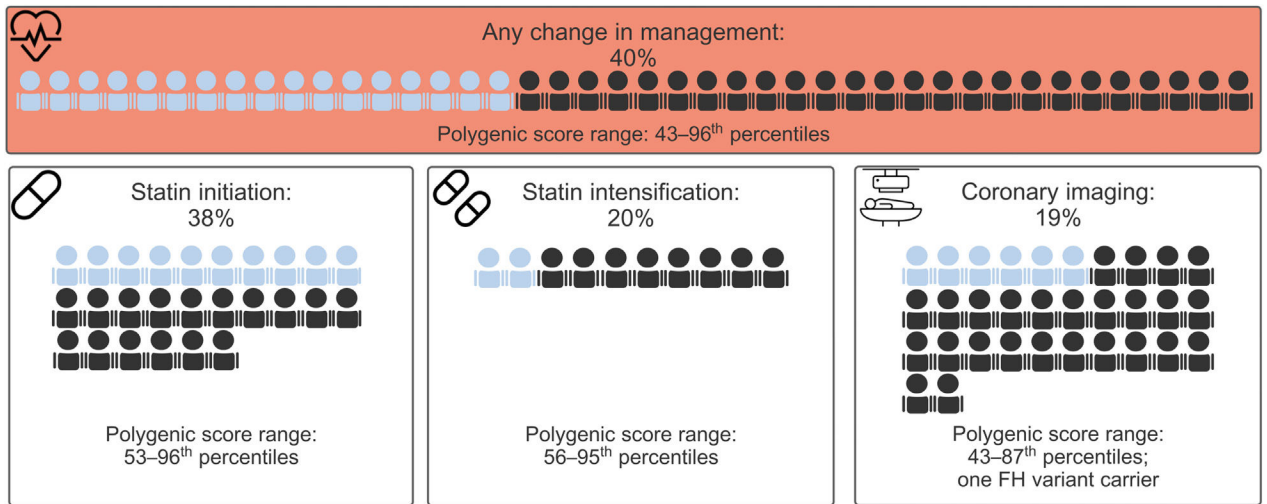 Any change in management:
40%
Polygenic score range: 43–96th percentiles
Statin initiation:
38%
Polygenic score range:
53–96th percentiles
Statin intensification:
20%
Polygenic score range:
56–95th percentiles
Coronary imaging:
19%
Polygenic score range:
43–87th percentiles;
one FH variant carrier